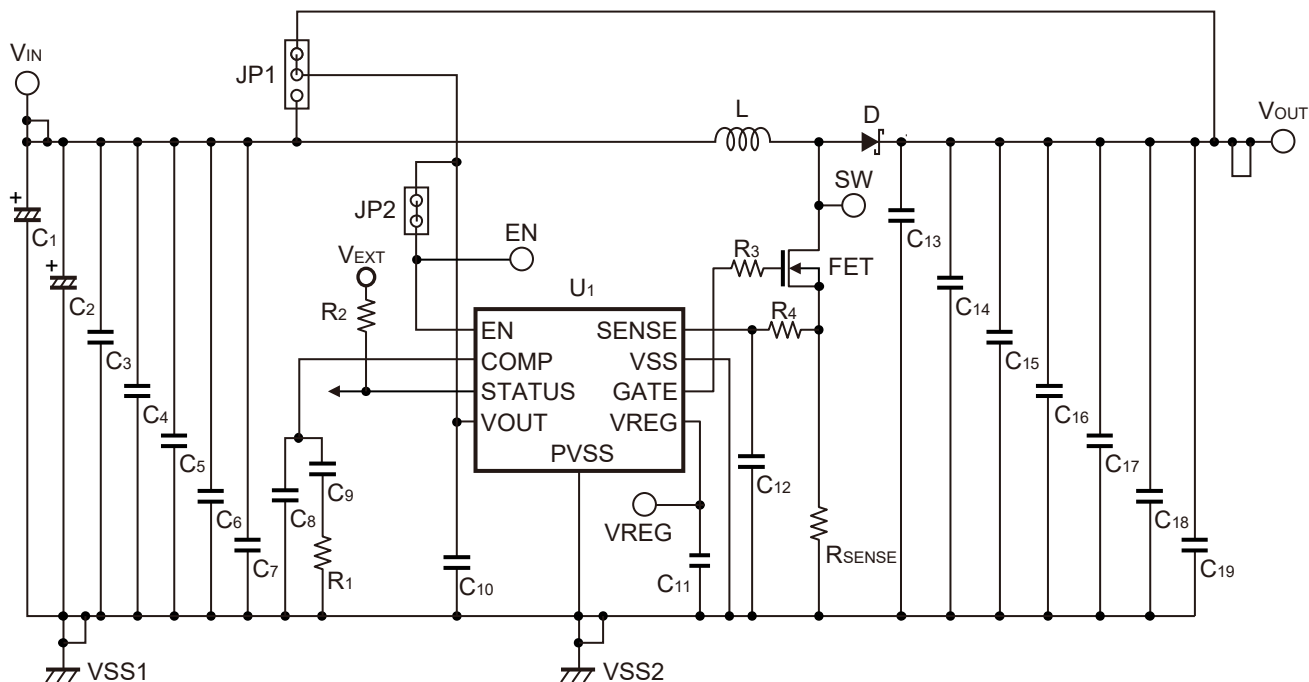 VIN
JP1
L
D
VOUT
JP2
SW
EN
VEXT
R3
FET
C1
C2
R2
U1
R4
C13
C3
EN
SENSE
C14
COMP
VSS
C15
C4
STATUS
GATE
C16
VOUT
VREG
C5
PVSS
C17
C9
C12
C6
C8
C18
VREG
C7
R1
C10
C11
RSENSE
C19
VSS1
VSS2
+
+